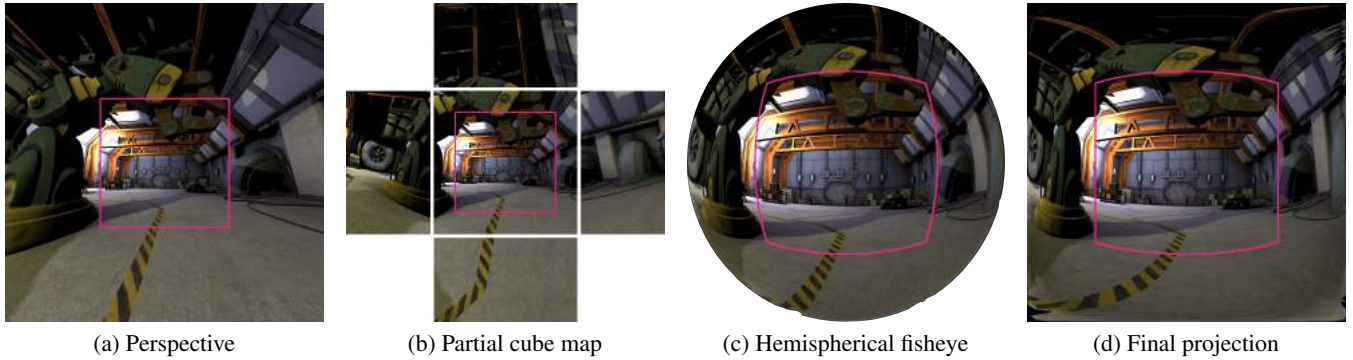 (a) Perspective
(b) Partial cube map
(c) Hemispherical fisheye
(d) Final projection